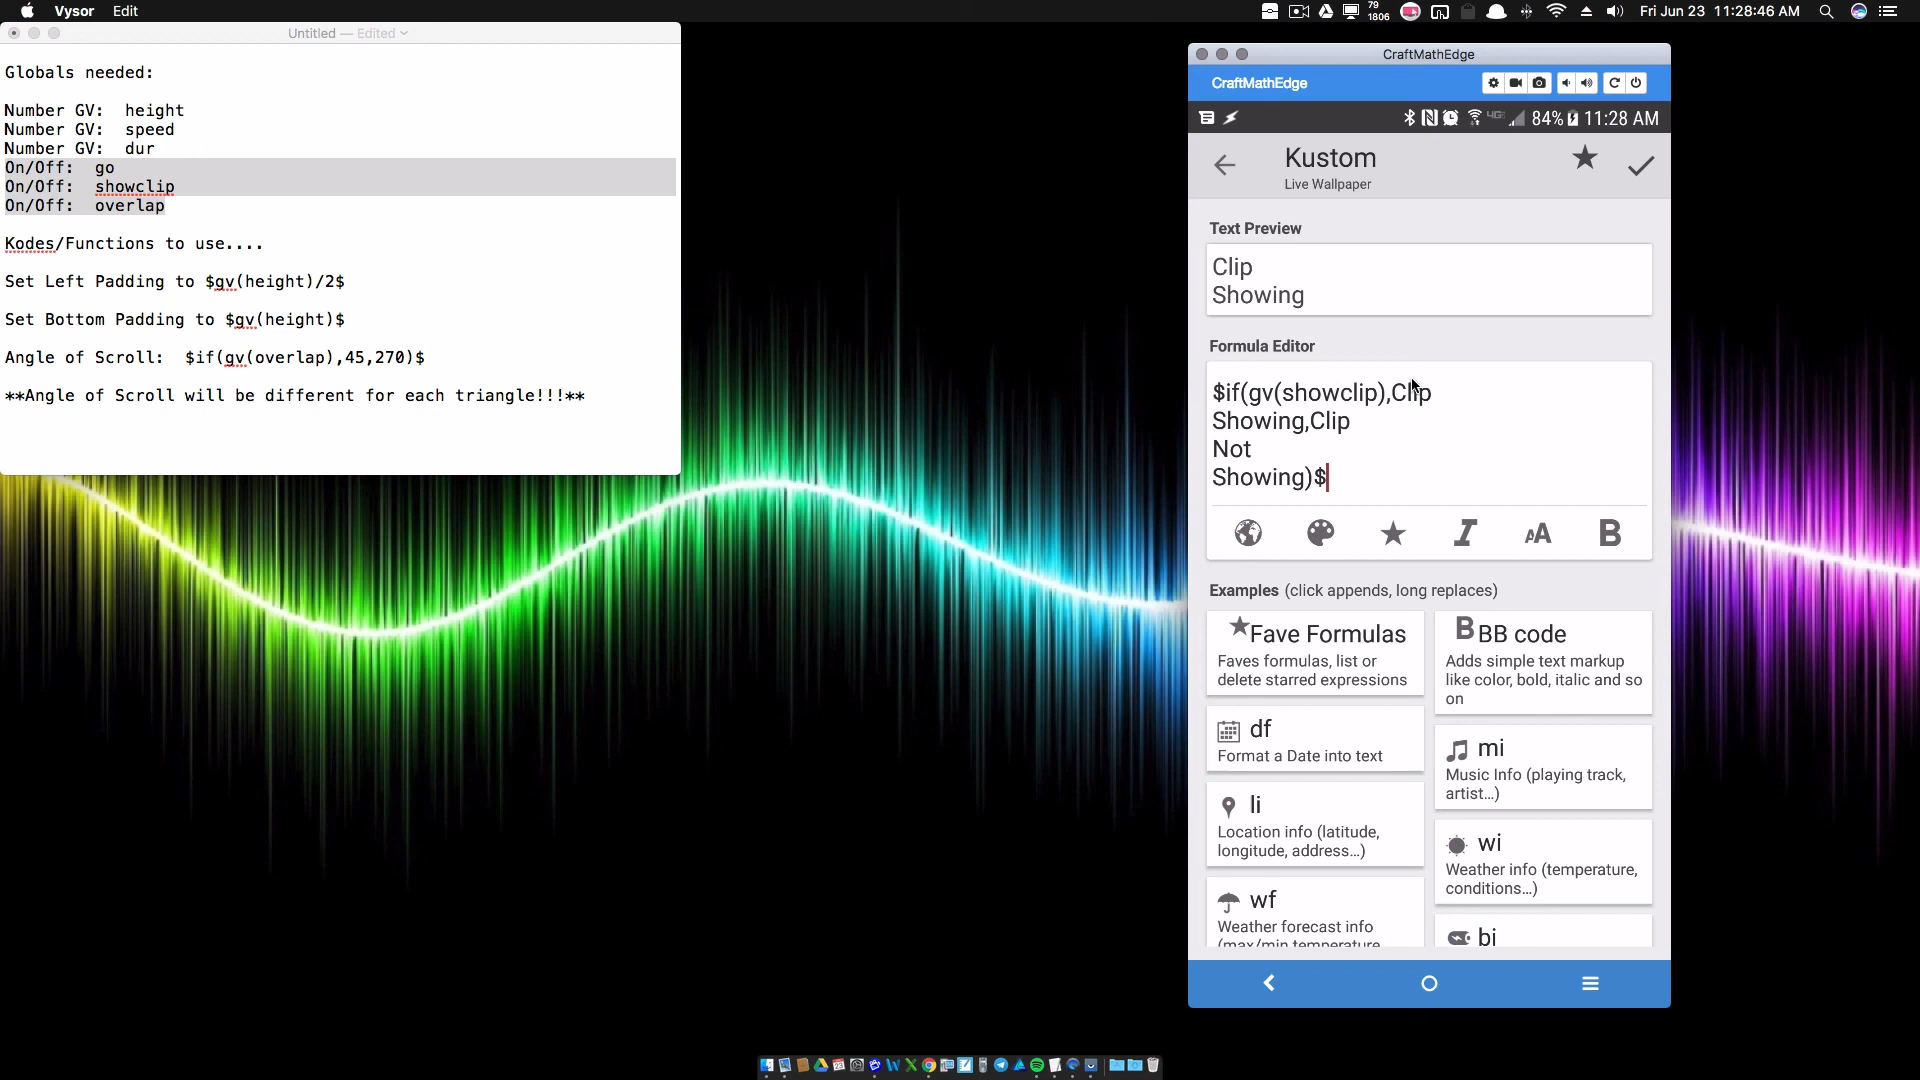 Vysor Edit
79
1806
Fri Jun 23 11:28:46 AM
Untitled — Edited
Globals needed:
Number GV: height
Number GV: speed
Number GV: dur
On/Off: go
On/Off: showclip
On/Off: overlap
Kodes/Functions to use....
Set Left Padding to $gv(height)/2$
Set Bottom Padding to $gv(height)$
Angle of Scroll: $if(gv(overlap),45,270)$
**Angle of Scroll will be different for each triangle!!!**
CraftMathEdge
CraftMathEdge
4G 84% 11:28 AM
Kustom
Live Wallpaper
Text Preview
Clip
Showing
Formula Editor
$if(gv(showclip),Clip
Showing,Clip
Not
Showing)$
I AA B
Examples (click appends, long replaces)
Fave Formulas
Faves formulas, list or
delete starred expressions
B BB code
Adds simple text markup
like color, bold, italic and so
on
df
Format a Date into text
mi
Music Info (playing track,
artist...)
li
Location info (latitude,
longitude, address...)
wi
Weather info (temperature,
conditions...)
wf
Weather forecast info
(max/min temperature
bi